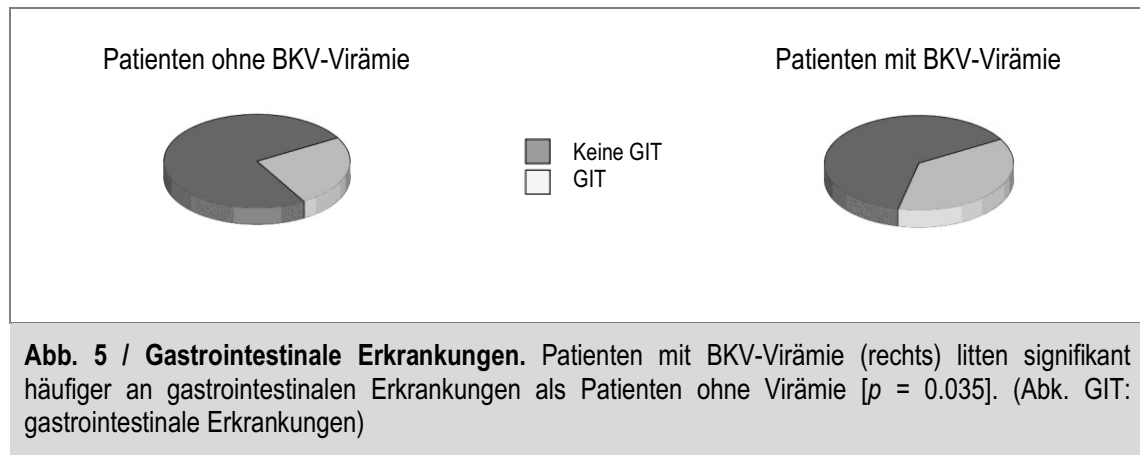 Patienten ohne BKV-Virämie
Patienten mit BKV-Virämie
Keine GIT
GIT
Abb. 5 / Gastrointestinale Erkrankungen. Patienten mit BKV-Virämie (rechts) litten signifikant
häufiger an gastrointestinalen Erkrankungen als Patienten ohne Virämie [p = 0.035]. (Abk. GIT:
gastrointestinale Erkrankungen)